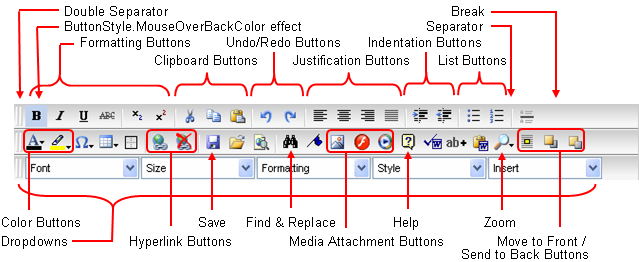 Double Separator
Break
ButtonStyle.MouseOverBackColor effect
Separator
Formatting Buttons
Undo/Redo Buttons
Indentation Buttons
Clipboard Buttons
Justification Buttons
List Buttons
B I U ABC x₂ x²
A Ω ? W ab+
Font Size Formatting Style Insert
Color Buttons
Save
Find & Replace
Help
Zoom
Move to Front /
Dropdowns
Hyperlink Buttons
Media Attachment Buttons
Send to Back Buttons